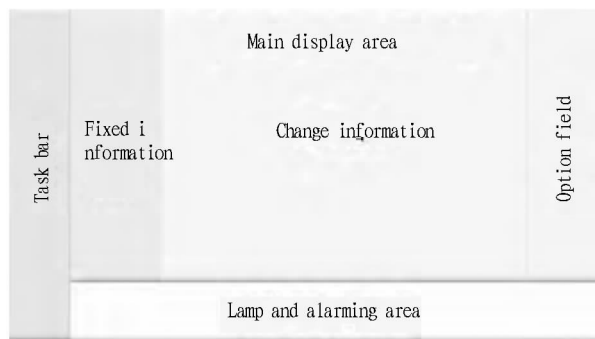 Main display area
Task bar
Fixed i
nformation
Change information
Option field
Lamp and alarming area